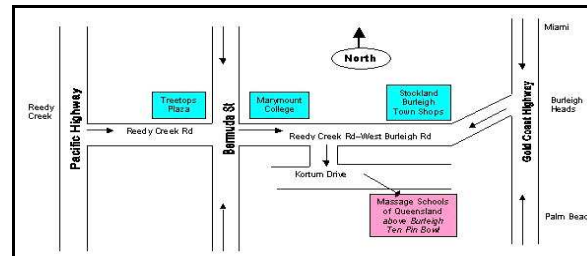 Miami
North
Reedy
Creek
Pacific Highway
Treetops
Plaza
Bermuda St
Marymount
College
Stockland
Burleigh
Town Shops
Gold Coast Highway
Burleigh
Heads
Reedy Creek Rd
Reedy Creek Rd–West Burleigh Rd
Kortum Drive
Massage Schools
of Queensland
above Burleigh
Ten Pin Bowl
Palm Beac